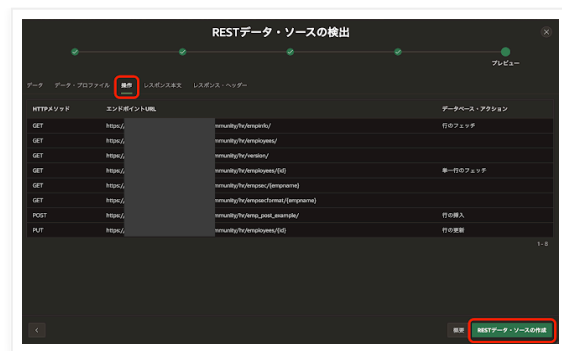 RESTデータ・ソースの検出
プレビュー
データ データ・プロファイル 操作 レスポンス本文 レスポンス・ヘッダー
HTTPメソッド エンドポイントURL データベース・アクション
GET https:/ mmunity/hr/empinfo/ 行のフェッチ
GET https:/ mmunity/hr/employees/
GET https:/ mmunity/hr/version/
GET https:/ mmunity/hr/employees/{id} 単一行のフェッチ
GET https:/ mmunity/hr/empsec/{empname}
GET https:/ mmunity/hr/empsecformat/{empname}
POST https:/ mmunity/hr/emp_post_example/ 行の挿入
PUT https:/ mmunity/hr/employees/{id} 行の更新
1 - 8
概要 RESTデータ・ソースの作成